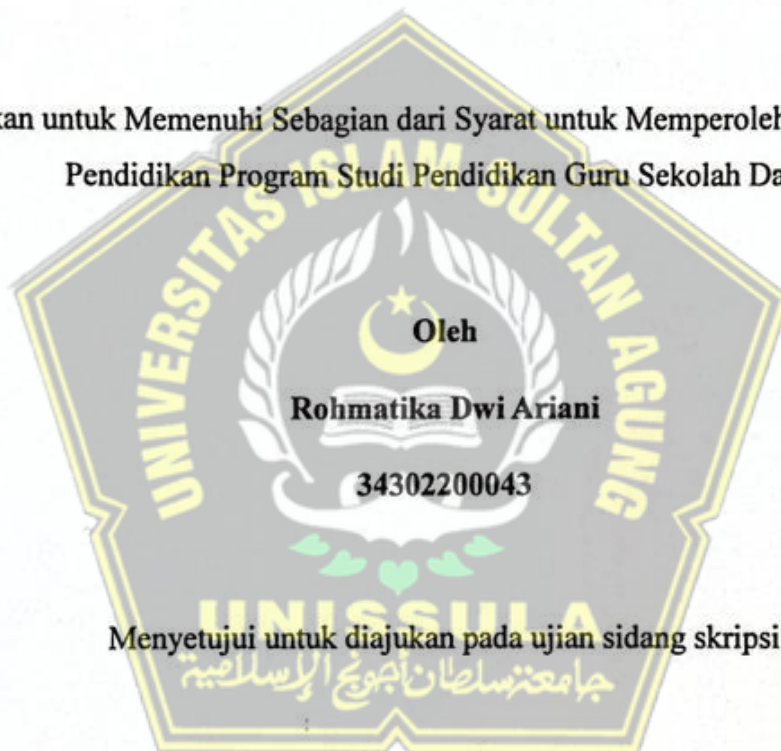 kan untuk Memenuhi Sebagian dari Syarat untuk Memperoleh
Pendidikan Program Studi Pendidikan Guru Sekolah Da
UNIVERSITAS ISLAM SULTAN AGUNG
Oleh
Rohmatika Dwi Ariani
34302200043
UNISSULA
Menyetujui untuk diajukan pada ujian sidang skripsi
جامعة سلطان أجونج الإسلامية